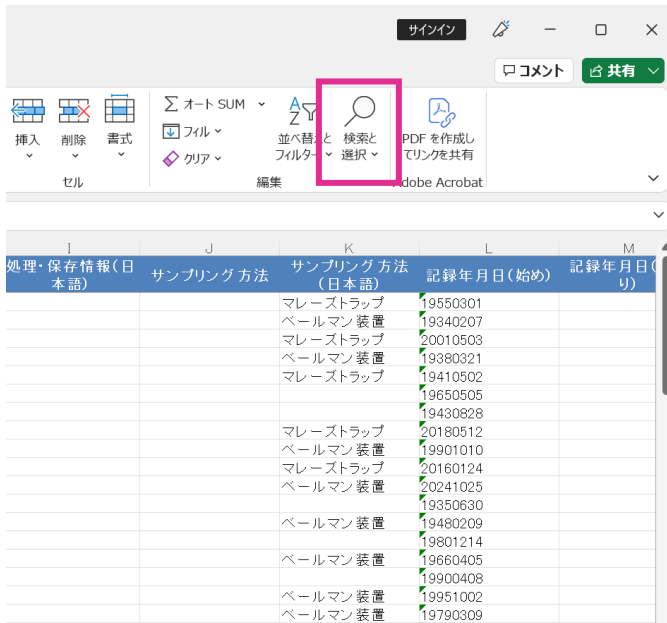 サインイン
コメント 共有
挿入 削除 書式 オート SUM フィル クリア 並べ替えと フィルター 検索と 選択 PDF を作成し てリンクを共有
セル 編集 Adobe Acrobat
I J K L M
処理・保存情報(日本語) サンプリング方法 サンプリング方法(日本語) 記録年月日(始め) 記録年月日( り)
マレーズトラップ 19550301
ベールマン装置 19340207
マレーズトラップ 20010503
ベールマン装置 19380321
マレーズトラップ 19410502
19650505
19430828
マレーズトラップ 20180512
ベールマン装置 19901010
マレーズトラップ 20160124
ベールマン装置 20241025
19350630
ベールマン装置 19480209
19801214
ベールマン装置 19660405
19900408
ベールマン装置 19951002
ベールマン装置 19790309